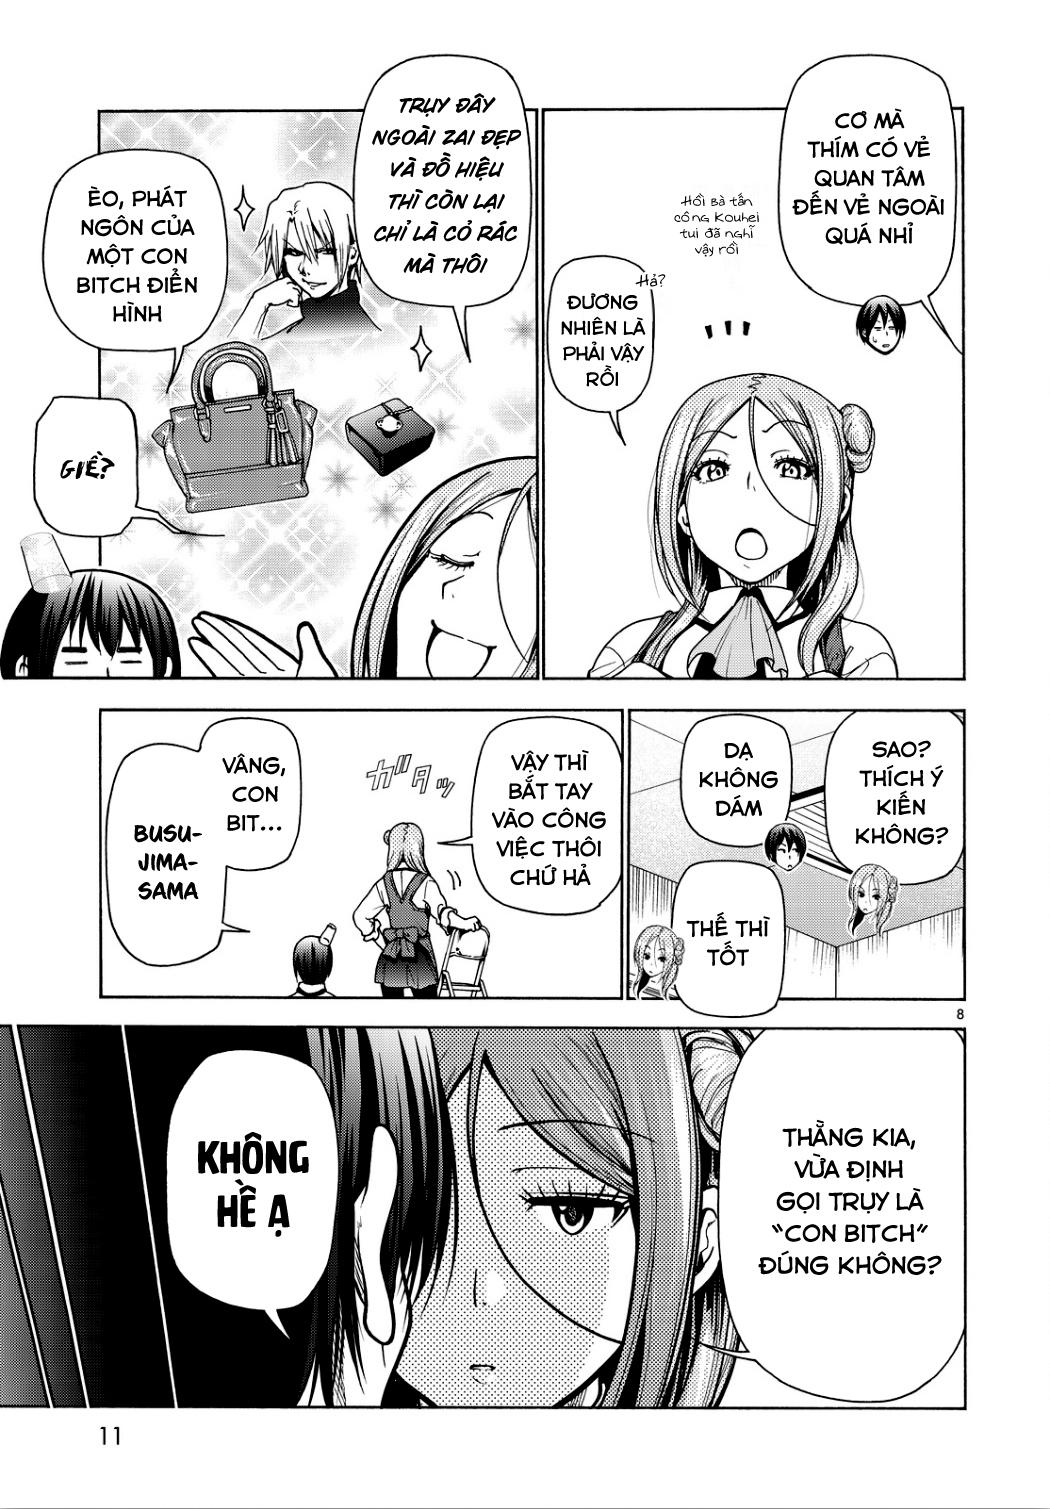 CƠ MÀ
THÍM CÓ VẺ
QUAN TÂM
ĐẾN VẺ NGOÀI
QUÁ NHỈ
Hồi Bà tấn
công Kouhei
tui đã nghĩ
vậy rồi
Hả?
ĐƯƠNG
NHIÊN LÀ
PHẢI VẬY
RỒI
TRỤY ĐÂY
NGOÀI ZAI ĐẸP
VÀ ĐỒ HIỆU
THÌ CÒN LẠI
CHỈ LÀ CỎ RÁC
MÀ THÔI
ÈO, PHÁT
NGÔN CỦA
MỘT CON
BITCH ĐIỂN
HÌNH
GIỀ?
SAO?
THÍCH Ý
KIẾN
KHÔNG?
DẠ
KHÔNG
DÁM
THẾ THÌ
TỐT
VẬY THÌ
BẮT TAY
VÀO CÔNG
VIỆC THÔI
CHỨ HẢ
ガタッ
VÂNG,
CON
BIT...
BUSU-
JIMA-
SAMA
8
THẰNG KIA,
VỪA ĐỊNH
GỌI TRỤY LÀ
"CON BITCH"
ĐÚNG KHÔNG?
KHÔNG
HỀ Ạ
11